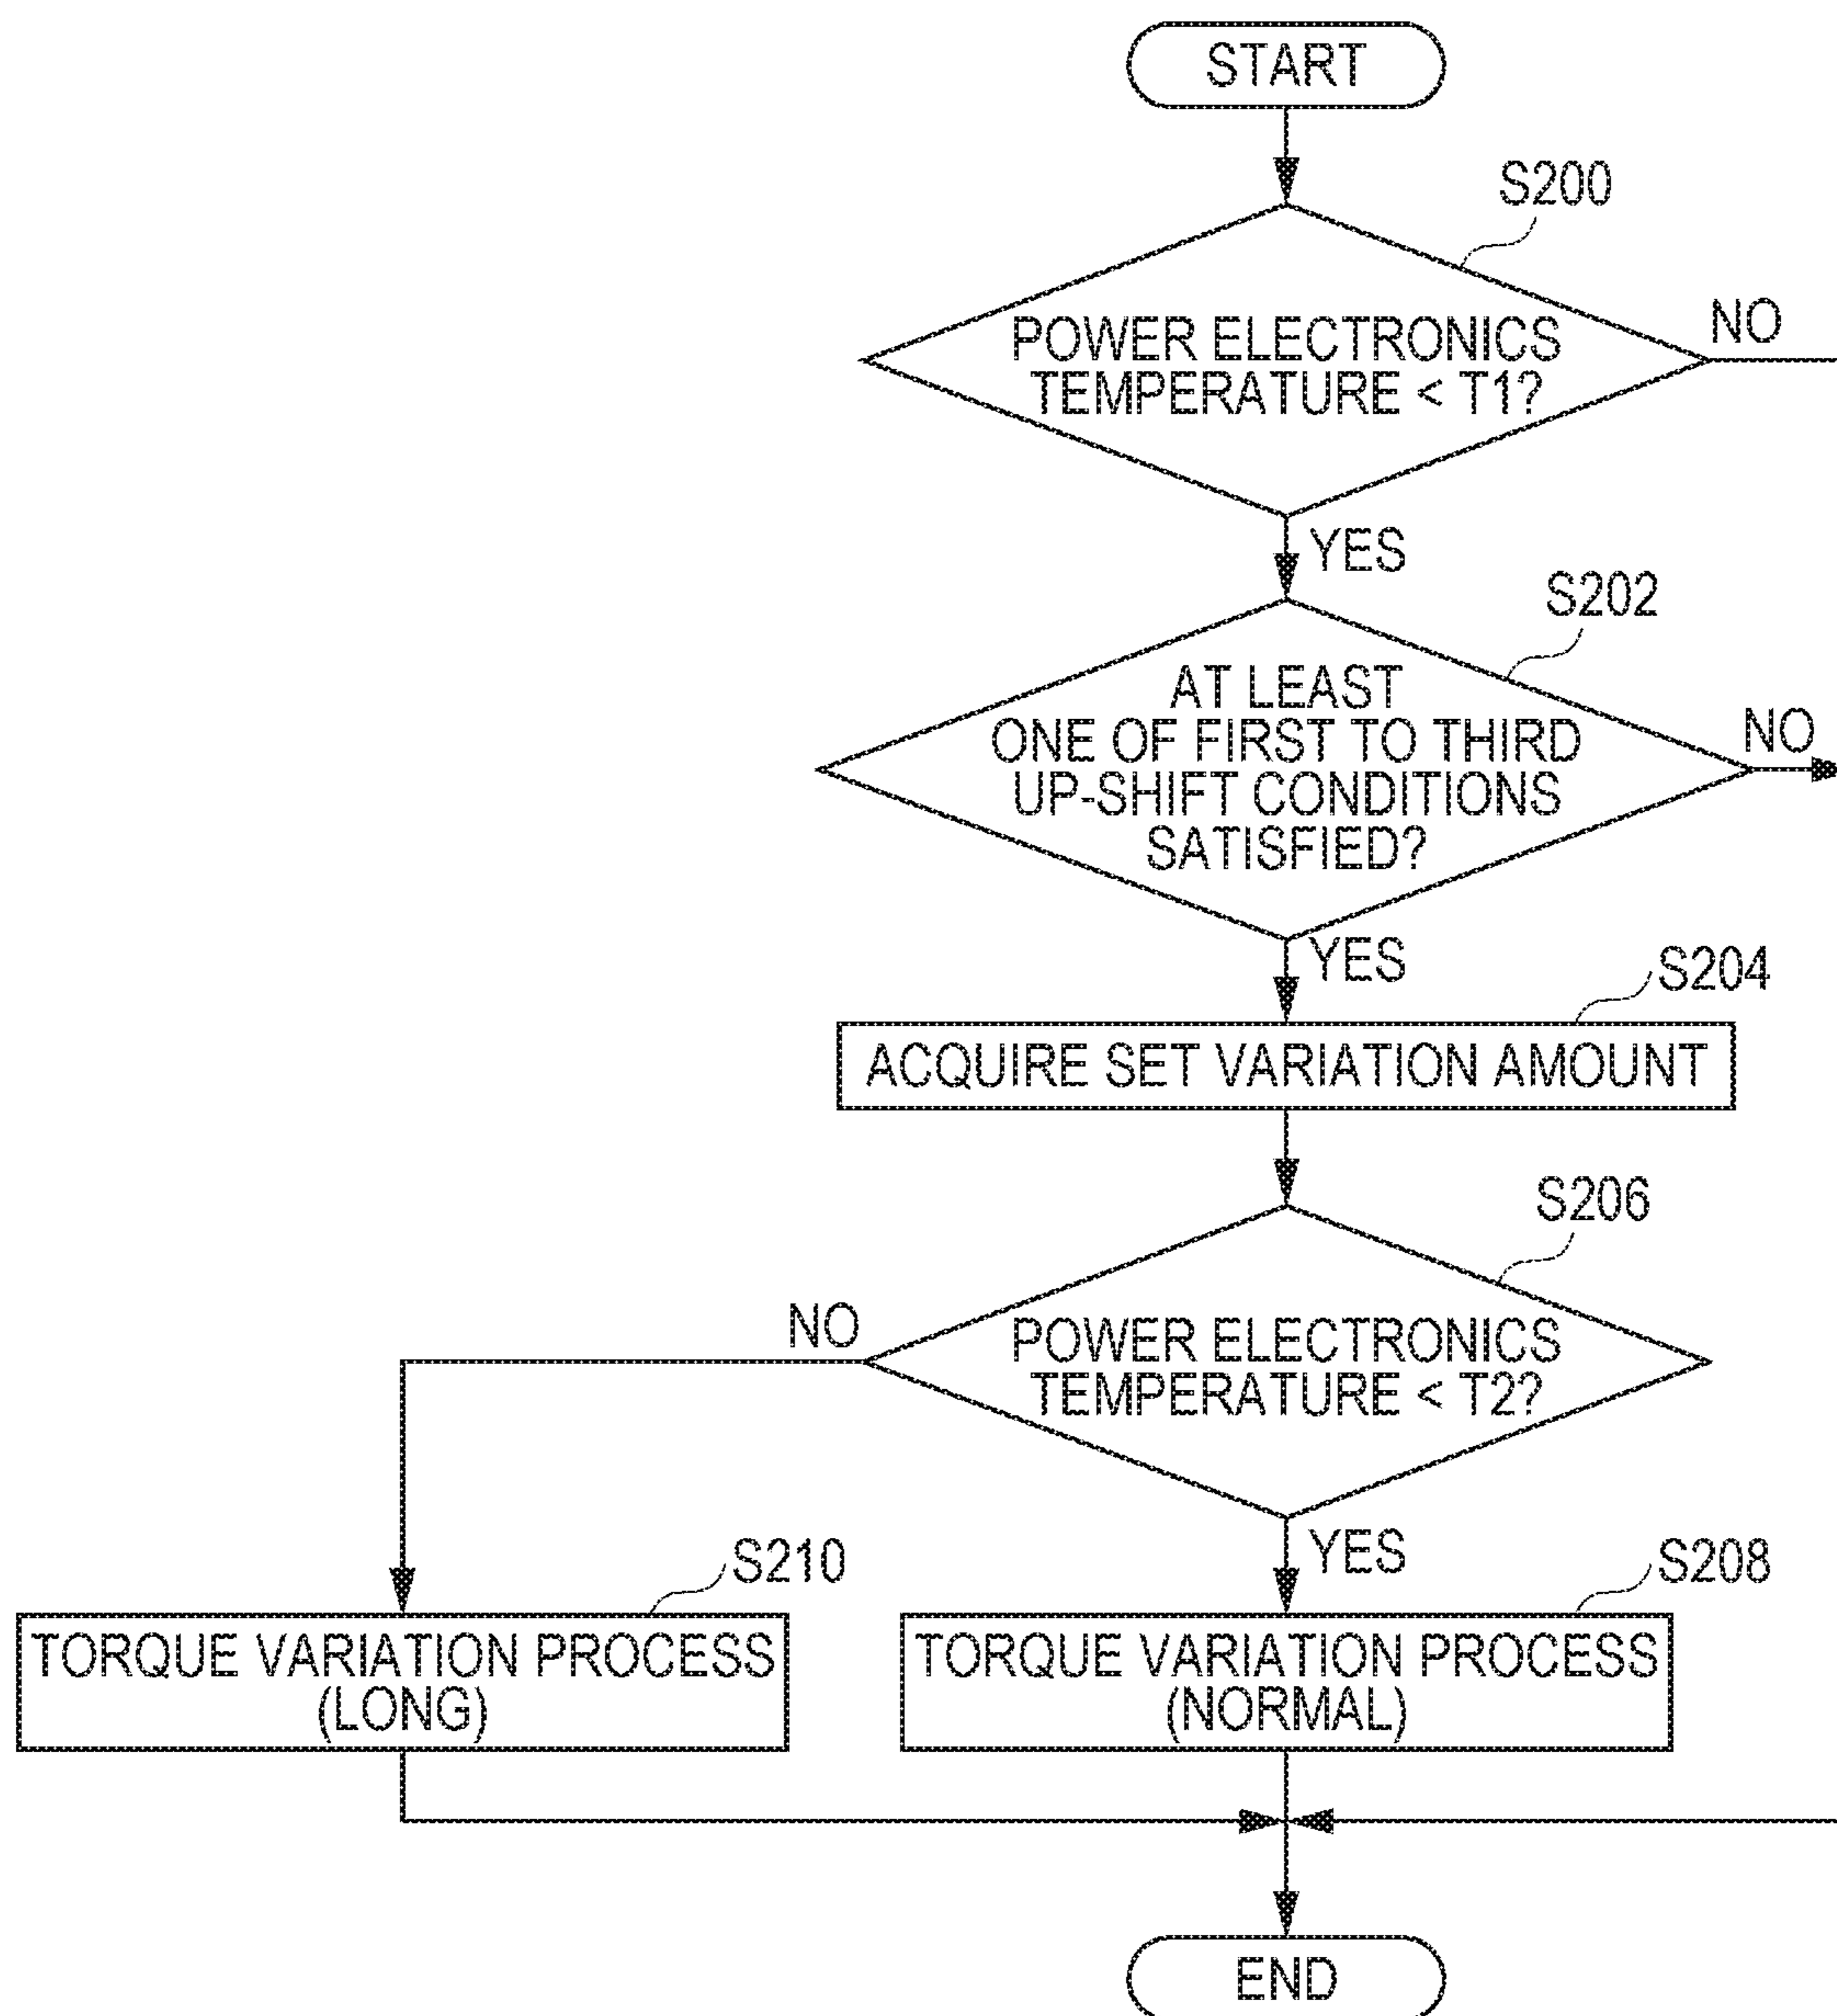 START
S200
POWER ELECTRONICS
TEMPERATURE < T1?
NO
YES
S202
AT LEAST
ONE OF FIRST TO THIRD
UP-SHIFT CONDITIONS
SATISFIED?
NO
YES
S204
ACQUIRE SET VARIATION AMOUNT
S206
NO
POWER ELECTRONICS
TEMPERATURE < T2?
YES
S210
S208
TORQUE VARIATION PROCESS
(LONG)
TORQUE VARIATION PROCESS
(NORMAL)
END